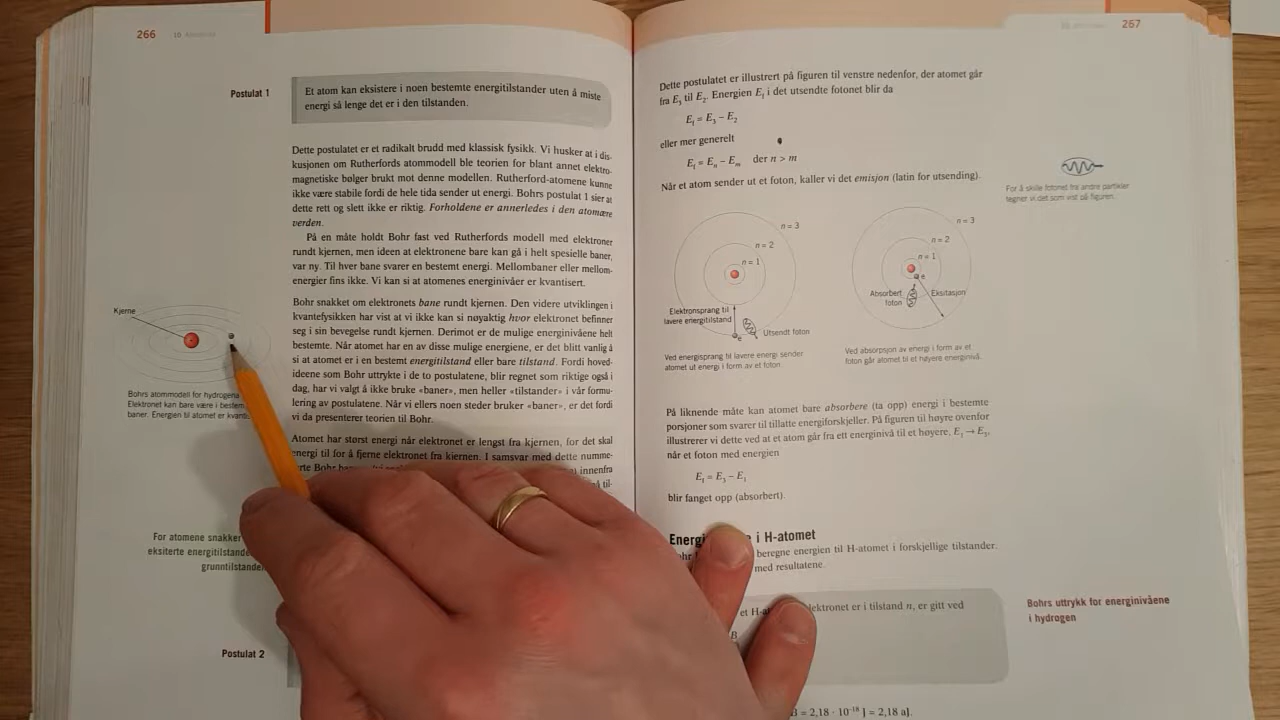 266
Postulat 1
Et atom kan eksistere i noen bestemte energitilstander uten å miste
energi så lenge det er i den tilstanden.
Dette postulatet er et radikalt brudd med klassisk fysikk. Vi husker at i dis-
kusjonen om Rutherfords atommodell ble teorien for blant annet elektro-
magnetiske bølger brukt mot denne modellen. Rutherford-atomene kunne
ikke være stabile fordi de hele tida sender ut energi. Bohrs postulat 1 sier at
dette rett og slett ikke er riktig. Forholdene er annerledes i den atomære
verden.
På en måte holdt Bohr fast ved Rutherfords modell med elektroner
rundt kjernen, men ideen at elektronene bare kan gå i helt spesielle baner,
var ny. Til hver bane svarer en bestemt energi. Mellombaner eller mellom-
energier fins ikke. Vi kan si at atomenes energinivåer er kvantisert.
Bohr snakket om elektronets bane rundt kjernen. Den videre utviklingen i
kvantefysikken har vist at vi ikke kan si nøyaktig hvor elektronet befinner
seg i sin bevegelse rundt kjernen. Derimot er de mulige energinivåene helt
bestemte. Når atomet har en av disse mulige energiene, er det blitt vanlig å
si at atomet er i en bestemt energitilstand eller bare tilstand. Fordi hoved-
ideene som Bohr uttrykte i de to postulatene, blir regnet som riktige også i
dag, har vi valgt å ikke bruke «baner», men heller «tilstander» i vår formu-
lering av postulatene. Når vi ellers noen steder bruker «baner», er det fordi
vi da presenterer teorien til Bohr.
Atomet har størst energi når elektronet er lengst fra kjernen, for det skal
energi til for å fjerne elektronet fra kjernen. I samsvar med dette numme-
rte Bohr
innenfra
Kjerne
Bohrs atommodell for hydrogena
Elektronet kan bare være i bestem
baner. Energien til atomet er kvantis
For atomene snakker
eksiterte energitilstande
grunntilstanden
Postulat 2
267
Dette postulatet er illustrert på figuren til venstre nedenfor, der atomet går
fra E3 til E2. Energien Ef i det utsendte fotonet blir da
Ef = E3 – E2
eller mer generelt
Ef = En – Em der n > m
Når et atom sender ut et foton, kaller vi det emisjon (latin for utsending).
For å skille fotonet fra andre partikler
tegner vi det som vist på figuren.
n = 3
n = 2
n = 1
Elektronsprang til
lavere energitilstand
e
Utsendt foton
Ved energisprang til lavere energi sender
atomet ut energi i form av et foton.
n = 3
n = 2
n = 1
e
Absorbert
foton
Eksitasjon
Ved absorpsjon av energi i form av et
foton går atomet til et høyere energinivå.
På liknende måte kan atomet bare absorbere (ta opp) energi i bestemte
porsjoner som svarer til tillatte energiforskjeller. På figuren til høyre ovenfor
illustrerer vi dette ved at et atom går fra ett energinivå til et høyere, E1 → E3,
når et foton med energien
Ef = E3 – E1
blir fanget opp (absorbert).
Energi e i H-atomet
beregne energien til H-atomet i forskjellige tilstander.
med resultatene.
et H-a lektronet er i tilstand n, er gitt ved
B
Bohrs uttrykk for energinivåene
i hydrogen
B = 2,18 · 10⁻¹⁸ J = 2,18 aJ.